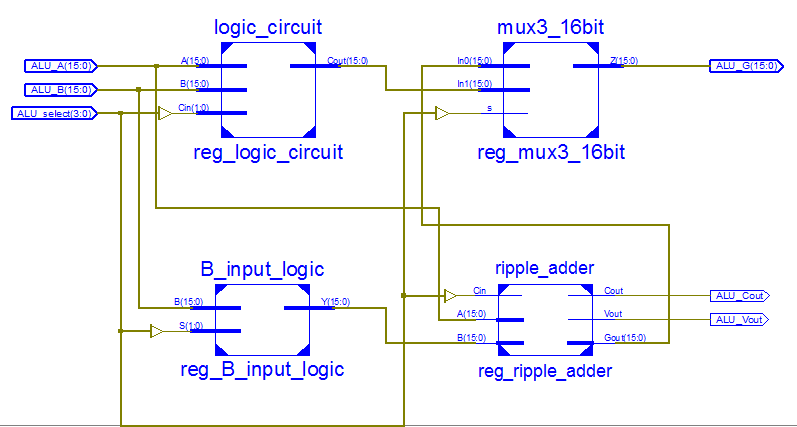 logic_circuit
mux3_16bit
ALU_A(15:0)
A(15:0)
Cout(15:0)
In0(15:0)
Z(15:0)
ALU_G(15:0)
ALU_B(15:0)
B(15:0)
In1(15:0)
ALU_select(3:0)
Cin(1:0)
s
reg_logic_circuit
reg_mux3_16bit
B_input_logic
ripple_adder
Cin
Cout
ALU_Cout
B(15:0)
Y(15:0)
A(15:0)
Vout
ALU_Vout
S(1:0)
B(15:0)
Gout(15:0)
reg_B_input_logic
reg_ripple_adder